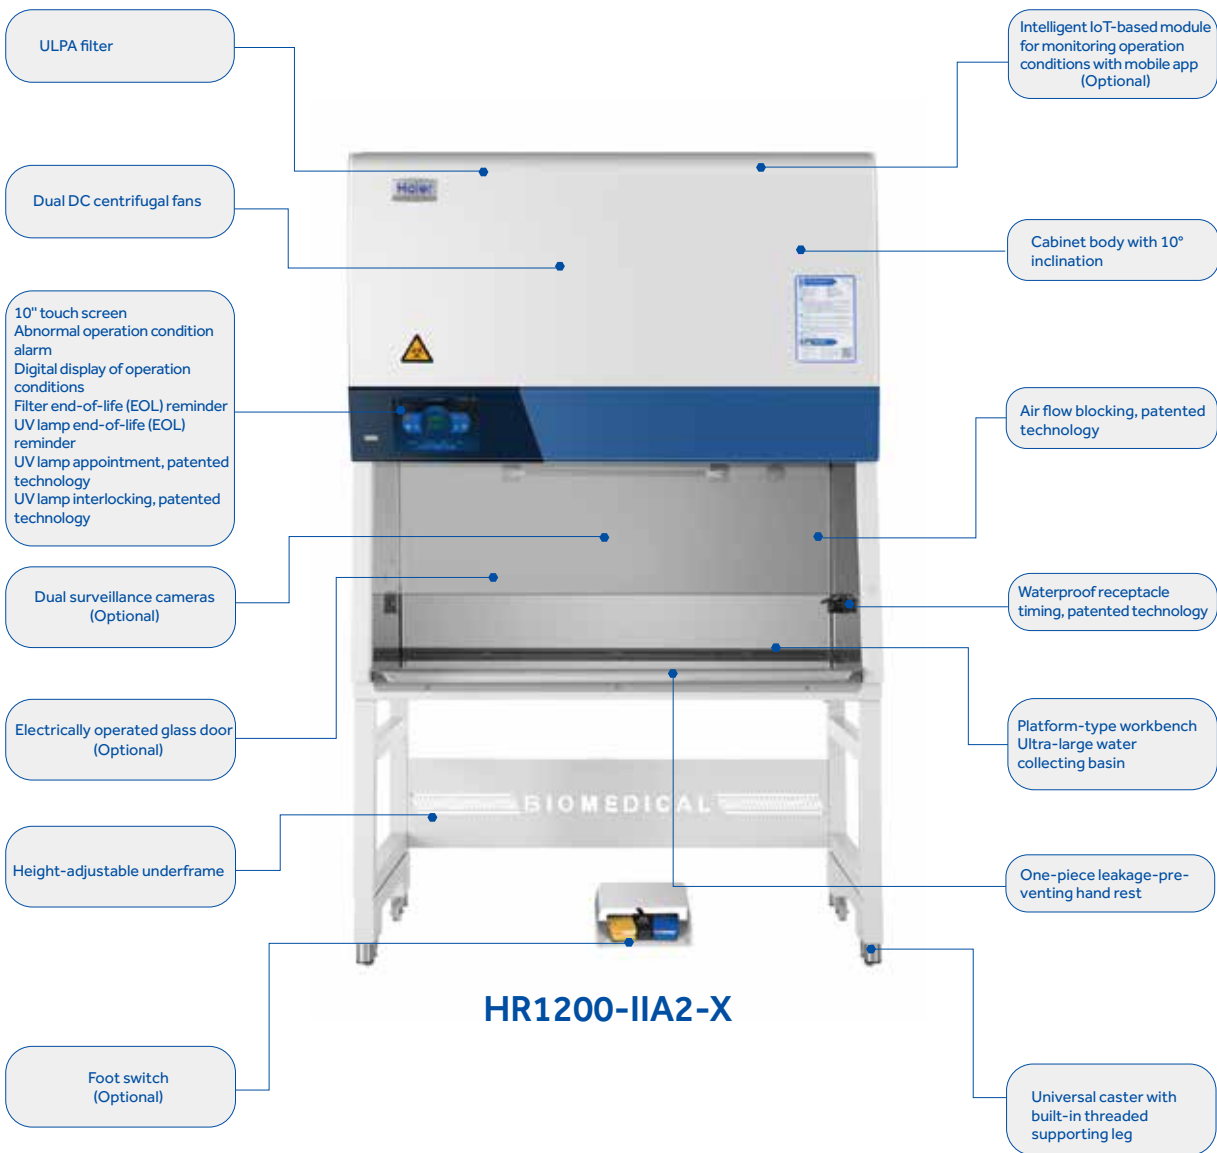 ULPA filter
Dual DC centrifugal fans
10" touch screen
Abnormal operation condition
alarm
Digital display of operation
conditions
Filter end-of-life (EOL) reminder
UV lamp end-of-life (EOL)
reminder
UV lamp appointment, patented
technology
UV lamp interlocking, patented
technology
Dual surveillance cameras
(Optional)
Electrically operated glass door
(Optional)
Height-adjustable underframe
Foot switch
(Optional)
Haier
BIOMEDICAL
HR1200-IIA2-X
Intelligent IoT-based module
for monitoring operation
conditions with mobile app
(Optional)
Cabinet body with 10°
inclination
Air flow blocking, patented
technology
Waterproof receptacle
timing, patented technology
Platform-type workbench
Ultra-large water
collecting basin
One-piece leakage-pre-
venting hand rest
Universal caster with
built-in threaded
supporting leg